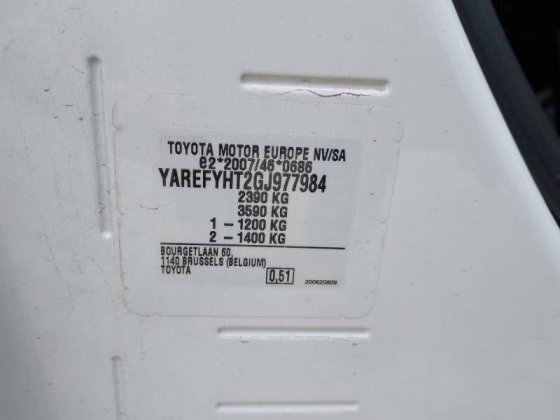 TOYOTA MOTOR EUROPE NV/SA
e2*2007/46*0686
YAREFYHT2GJ977984
2390 KG
3590 KG
1 - 1200 KG
2 - 1400 KG
BOURGETLAAN 60,
1140 BRUSSELS (BELGIUM)
TOYOTA
0,51
200620809